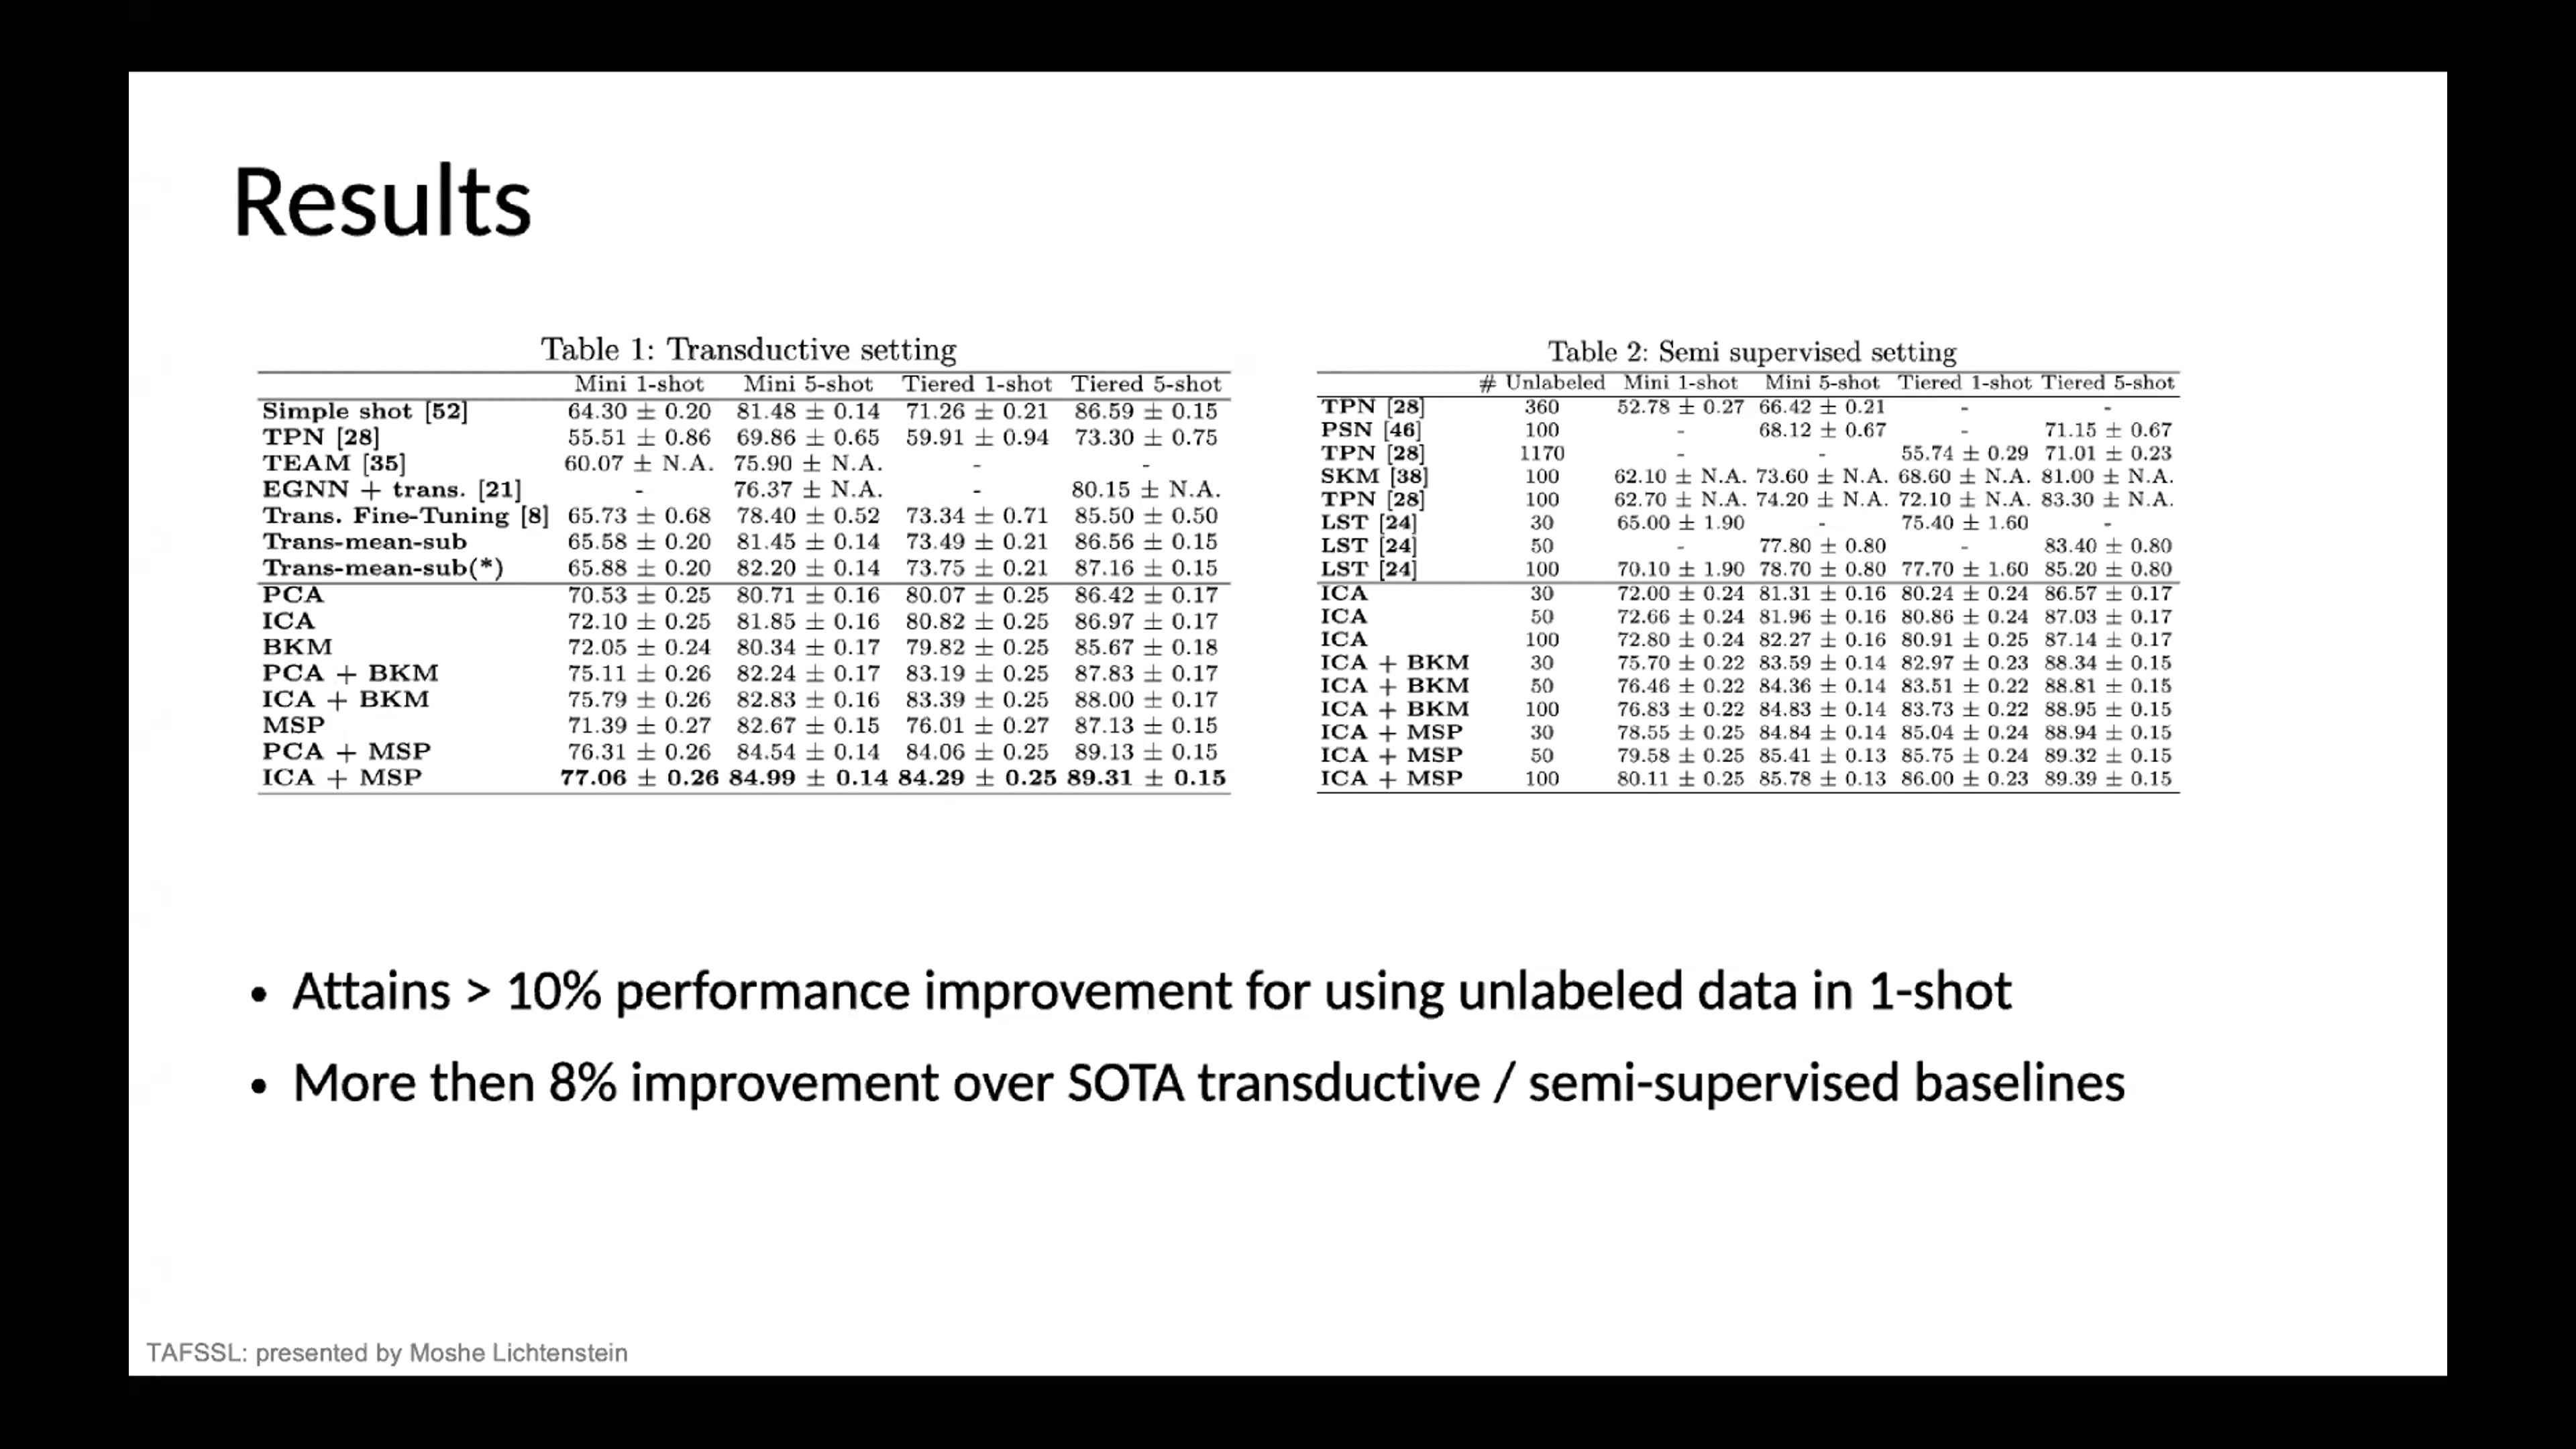 Results
Table 1: Transductive setting
Mini 1-shot Mini 5-shot Tiered 1-shot Tiered 5-shot
Simple shot [52] 64.30 ± 0.20 81.48 ± 0.14 71.26 ± 0.21 86.59 ± 0.15
TPN [28] 55.51 ± 0.86 69.86 ± 0.65 59.91 ± 0.94 73.30 ± 0.75
TEAM [35] 60.07 ± N.A. 75.90 ± N.A. - -
EGNN + trans. [21] - 76.37 ± N.A. - 80.15 ± N.A.
Trans. Fine-Tuning [8] 65.73 ± 0.68 78.40 ± 0.52 73.34 ± 0.71 85.50 ± 0.50
Trans-mean-sub 65.58 ± 0.20 81.45 ± 0.14 73.49 ± 0.21 86.56 ± 0.15
Trans-mean-sub(*) 65.88 ± 0.20 82.20 ± 0.14 73.75 ± 0.21 87.16 ± 0.15
PCA 70.53 ± 0.25 80.71 ± 0.16 80.07 ± 0.25 86.42 ± 0.17
ICA 72.10 ± 0.25 81.85 ± 0.16 80.82 ± 0.25 86.97 ± 0.17
BKM 72.05 ± 0.24 80.34 ± 0.17 79.82 ± 0.25 85.67 ± 0.18
PCA + BKM 75.11 ± 0.26 82.24 ± 0.17 83.19 ± 0.25 87.83 ± 0.17
ICA + BKM 75.79 ± 0.26 82.83 ± 0.16 83.39 ± 0.25 88.00 ± 0.17
MSP 71.39 ± 0.27 82.67 ± 0.15 76.01 ± 0.27 87.13 ± 0.15
PCA + MSP 76.31 ± 0.26 84.54 ± 0.14 84.06 ± 0.25 89.13 ± 0.15
ICA + MSP 77.06 ± 0.26 84.99 ± 0.14 84.29 ± 0.25 89.31 ± 0.15
Table 2: Semi supervised setting
# Unlabeled Mini 1-shot Mini 5-shot Tiered 1-shot Tiered 5-shot
TPN [28] 360 52.78 ± 0.27 66.42 ± 0.21 - -
PSN [46] 100 - 68.12 ± 0.67 - 71.15 ± 0.67
TPN [28] 1170 - - 55.74 ± 0.29 71.01 ± 0.23
SKM [38] 100 62.10 ± N.A. 73.60 ± N.A. 68.60 ± N.A. 81.00 ± N.A.
TPN [28] 100 62.70 ± N.A. 74.20 ± N.A. 72.10 ± N.A. 83.30 ± N.A.
LST [24] 30 65.00 ± 1.90 - 75.40 ± 1.60 -
LST [24] 50 - 77.80 ± 0.80 - 83.40 ± 0.80
LST [24] 100 70.10 ± 1.90 78.70 ± 0.80 77.70 ± 1.60 85.20 ± 0.80
ICA 30 72.00 ± 0.24 81.31 ± 0.16 80.24 ± 0.24 86.57 ± 0.17
ICA 50 72.66 ± 0.24 81.96 ± 0.16 80.86 ± 0.24 87.03 ± 0.17
ICA 100 72.80 ± 0.24 82.27 ± 0.16 80.91 ± 0.25 87.14 ± 0.17
ICA + BKM 30 75.70 ± 0.22 83.59 ± 0.14 82.97 ± 0.23 88.34 ± 0.15
ICA + BKM 50 76.46 ± 0.22 84.36 ± 0.14 83.51 ± 0.22 88.81 ± 0.15
ICA + BKM 100 76.83 ± 0.22 84.83 ± 0.14 83.73 ± 0.22 88.95 ± 0.15
ICA + MSP 30 78.55 ± 0.25 84.84 ± 0.14 85.04 ± 0.24 88.94 ± 0.15
ICA + MSP 50 79.58 ± 0.25 85.41 ± 0.13 85.75 ± 0.24 89.32 ± 0.15
ICA + MSP 100 80.11 ± 0.25 85.78 ± 0.13 86.00 ± 0.23 89.39 ± 0.15
• Attains > 10% performance improvement for using unlabeled data in 1-shot
• More then 8% improvement over SOTA transductive / semi-supervised baselines
TAFSSL: presented by Moshe Lichtenstein